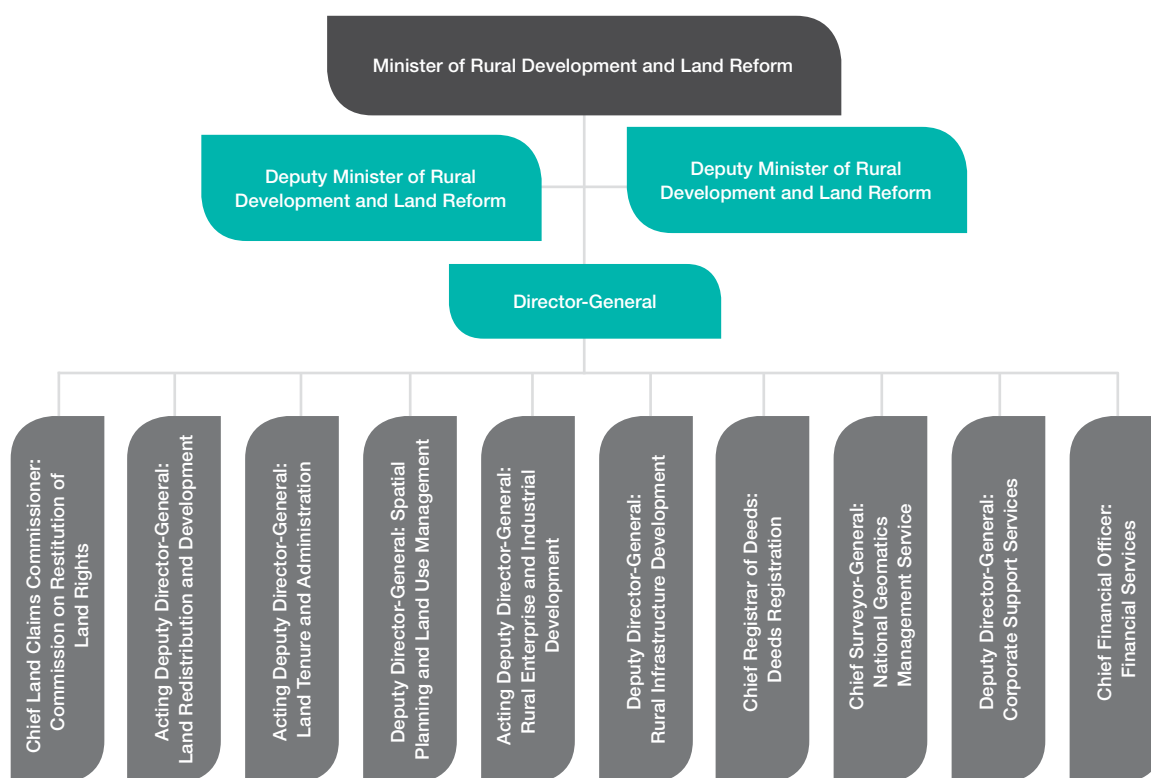 Minister of Rural Development and Land Reform
Deputy Minister of Rural
Development and Land Reform
Deputy Minister of Rural
Development and Land Reform
Director-General
Chief Land Claims Commissioner:
Commission on Restitution of
Land Rights
Acting Deputy Director-General:
Land Redistribution and Development
Acting Deputy Director-General:
Land Tenure and Administration
Deputy Director-General: Spatial
Planning and Land Use Management
Acting Deputy Director-General:
Rural Enterprise and Industrial
Development
Deputy Director-General:
Rural Infrastructure Development
Chief Registrar of Deeds:
Deeds Registration
Chief Surveyor-General:
National Geomatics
Management Service
Deputy Director-General:
Corporate Support Services
Chief Financial Officer:
Financial Services